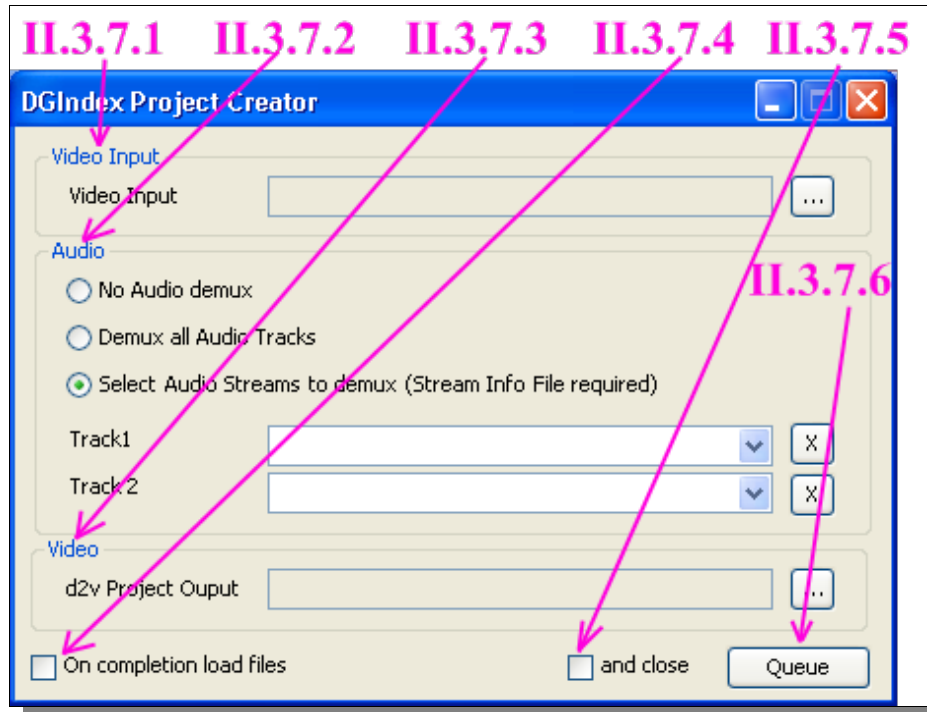 II.3.7.1 II.3.7.2 II.3.7.3 II.3.7.4 II.3.7.5
DGIndex Project Creator
Video Input
Video Input ...
Audio
No Audio demux
II.3.7.6
Demux all Audio Tracks
Select Audio Streams to demux (Stream Info File required)
Track1 X
Track 2 X
Video
d2v Project Ouput ...
On completion load files and close Queue